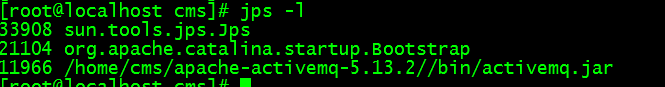 [root@localhost cms]# jps -l
33908 sun.tools.jps.Jps
21104 org.apache.catalina.startup.Bootstrap
11966 /home/cms/apache-activemq-5.13.2//bin/activemq.jar
[root@localhost cms]#